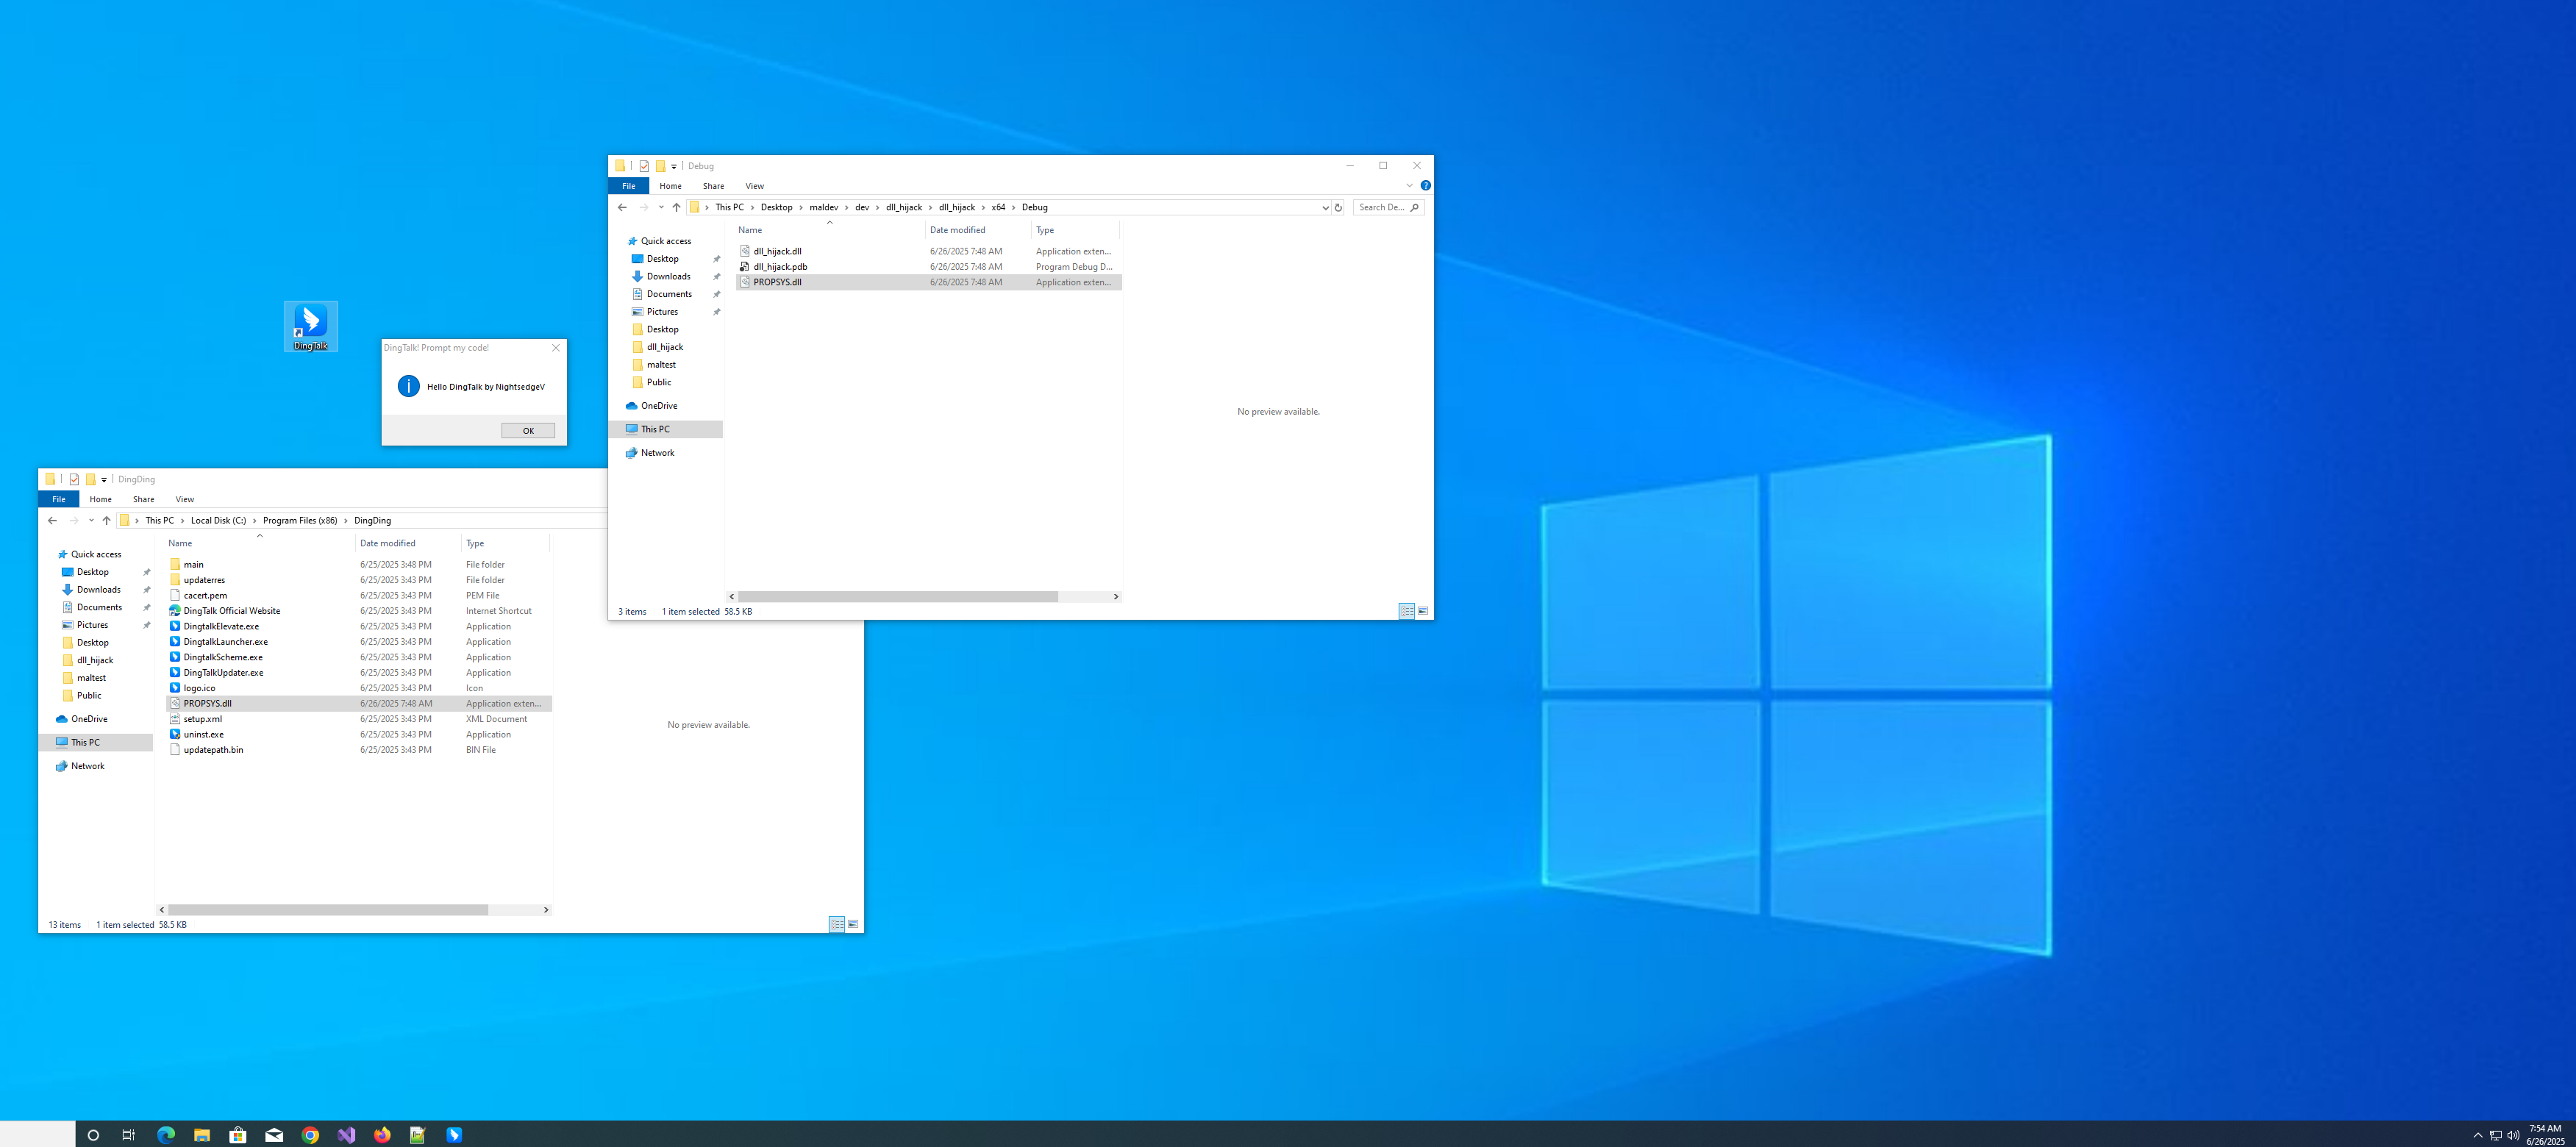 Debug
File Home Share View
This PC Desktop maldev dev dll_hijack dll_hijack x64 Debug
Search De...
Quick access
Desktop
Downloads
Documents
Pictures
Desktop
dll_hijack
maltest
Public
OneDrive
This PC
Network
Name Date modified Type
dll_hijack.dll 6/26/2025 7:48 AM Application exten...
dll_hijack.pdb 6/26/2025 7:48 AM Program Debug D...
PROPSYS.dll 6/26/2025 7:48 AM Application exten...
No preview available.
3 items 1 item selected 58.5 KB
DingTalk
DingTalk! Prompt my code!
Hello DingTalk by NightsedgeV
OK
DingDing
File Home Share View
This PC Local Disk (C:) Program Files (x86) DingDing
Quick access
Desktop
Downloads
Documents
Pictures
Desktop
dll_hijack
maltest
Public
OneDrive
This PC
Network
Name Date modified Type
main 6/25/2025 3:48 PM File folder
updaterres 6/25/2025 3:43 PM File folder
cacert.pem 6/25/2025 3:43 PM PEM File
DingTalk Official Website 6/25/2025 3:43 PM Internet Shortcut
DingtalkElevate.exe 6/25/2025 3:43 PM Application
DingtalkLauncher.exe 6/25/2025 3:43 PM Application
DingtalkScheme.exe 6/25/2025 3:43 PM Application
DingTalkUpdater.exe 6/25/2025 3:43 PM Application
logo.ico 6/25/2025 3:43 PM Icon
PROPSYS.dll 6/26/2025 7:48 AM Application exten...
setup.xml 6/25/2025 3:43 PM XML Document
uninst.exe 6/25/2025 3:43 PM Application
updatepath.bin 6/25/2025 3:43 PM BIN File
No preview available.
13 items 1 item selected 58.5 KB
7:54 AM
6/26/2025